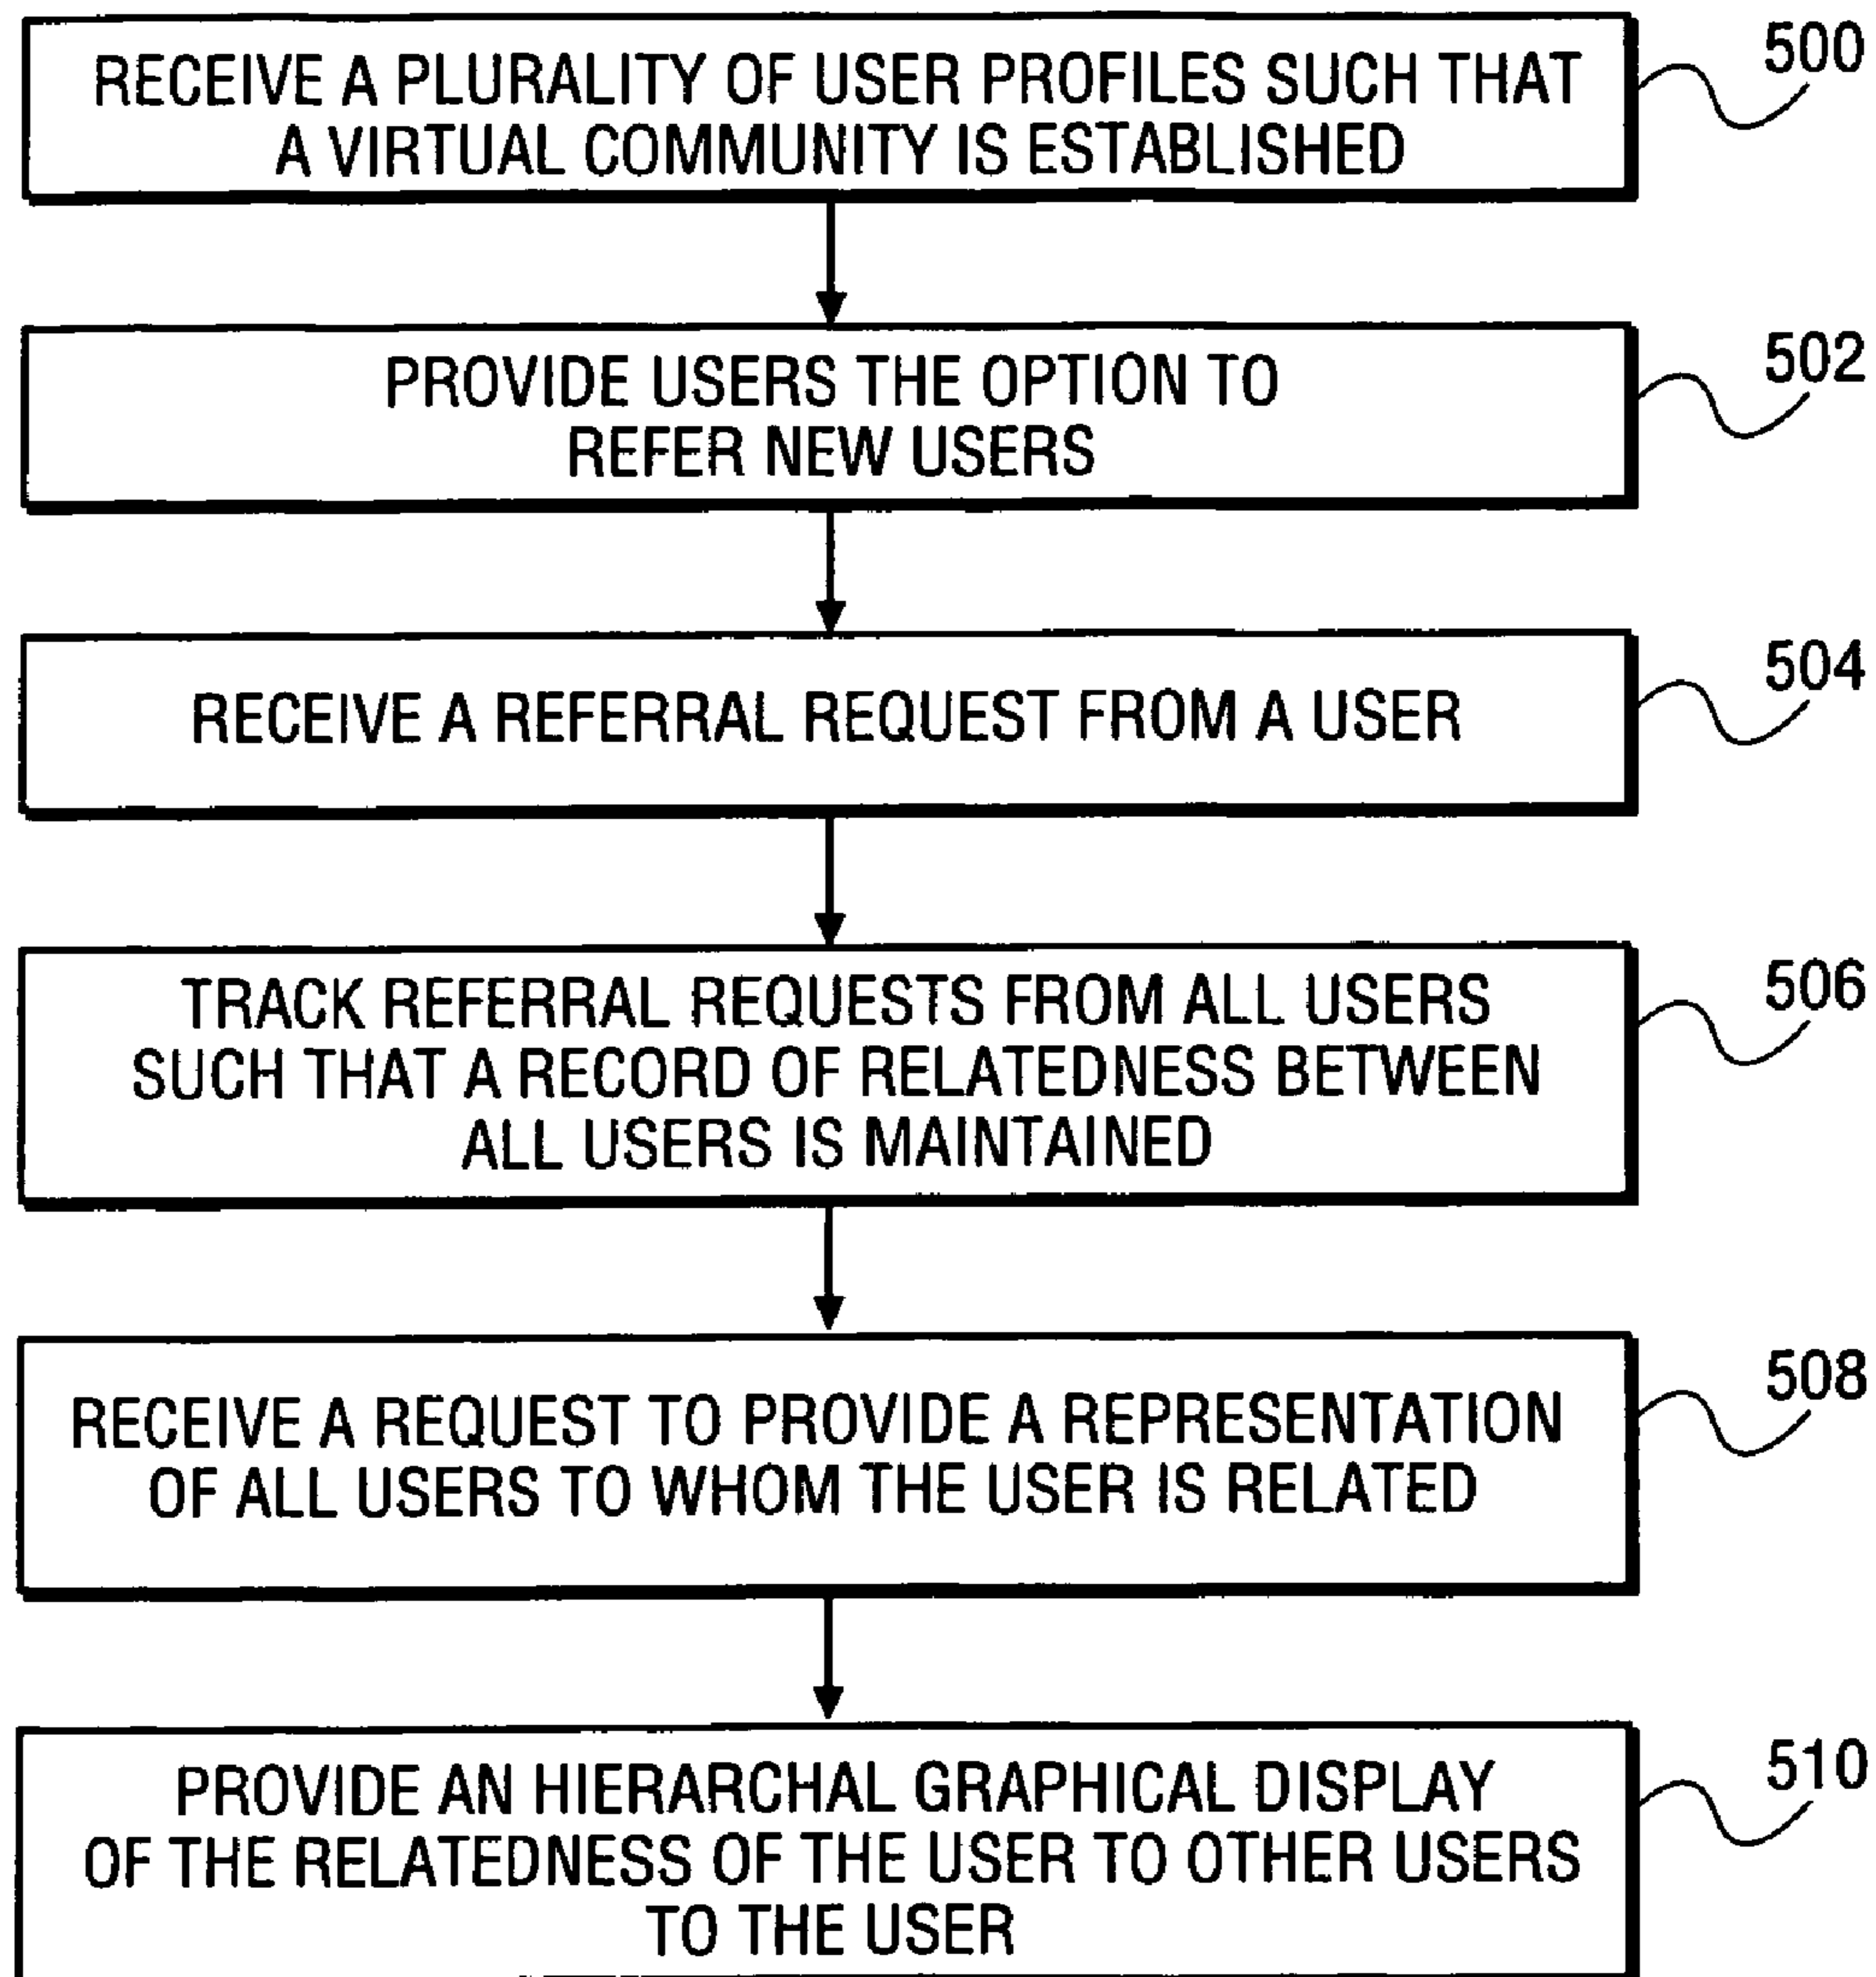 500
RECEIVE A PLURALITY OF USER PROFILES SUCH THAT
A VIRTUAL COMMUNITY IS ESTABLISHED
502
PROVIDE USERS THE OPTION TO
REFER NEW USERS
504
RECEIVE A REFERRAL REQUEST FROM A USER
506
TRACK REFERRAL REQUESTS FROM ALL USERS
SUCH THAT A RECORD OF RELATEDNESS BETWEEN
ALL USERS IS MAINTAINED
508
RECEIVE A REQUEST TO PROVIDE A REPRESENTATION
OF ALL USERS TO WHOM THE USER IS RELATED
510
PROVIDE AN HIERARCHAL GRAPHICAL DISPLAY
OF THE RELATEDNESS OF THE USER TO OTHER USERS
TO THE USER